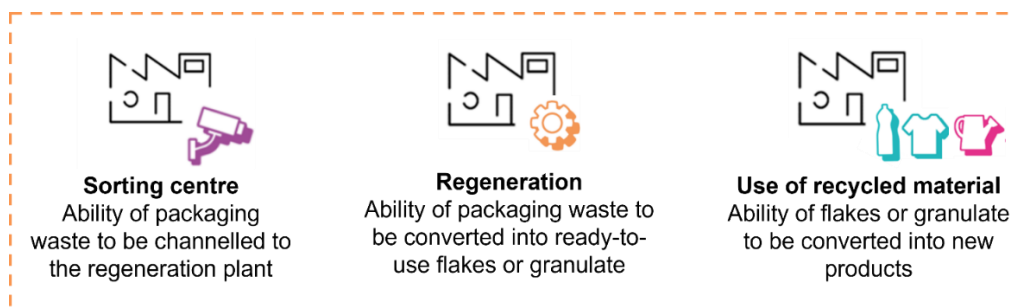 Sorting centre
Ability of packaging
waste to be channelled to
the regeneration plant
Regeneration
Ability of packaging waste to
be converted into ready-to-
use flakes or granulate
Use of recycled material
Ability of flakes or granulate
to be converted into new
products